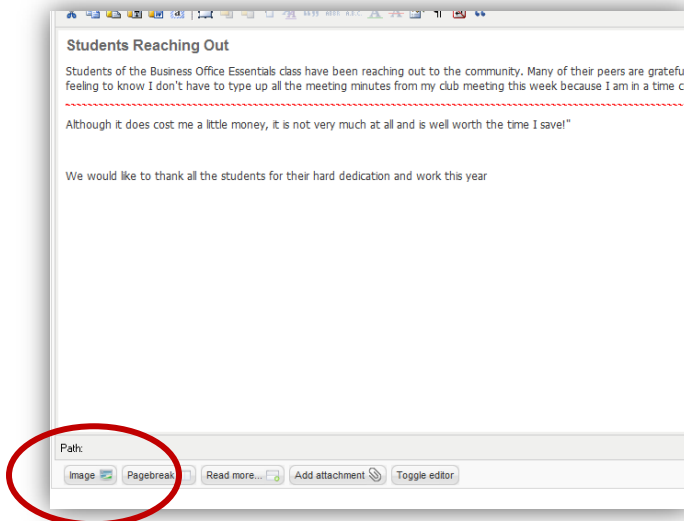 Students Reaching Out
Students of the Business Office Essentials class have been reaching out to the community. Many of their peers are
feeling to know I don't have to type up all the meeting minutes from my club meeting this week because I am in a time
Although it does cost me a little money, it is not very much at all and is well worth the time I save!"
We would like to thank all the students for their hard dedication and work this year
Path:
Image Pagebreak Read more... Add attachment Toggle editor